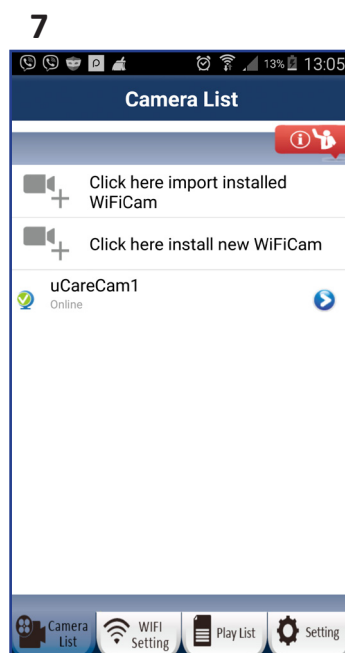 7
13% 13:05
Camera List
Click here import installed
WiFiCam
Click here install new WiFiCam
uCareCam1
Online
Camera
List
WIFI
Setting
Play List
Setting